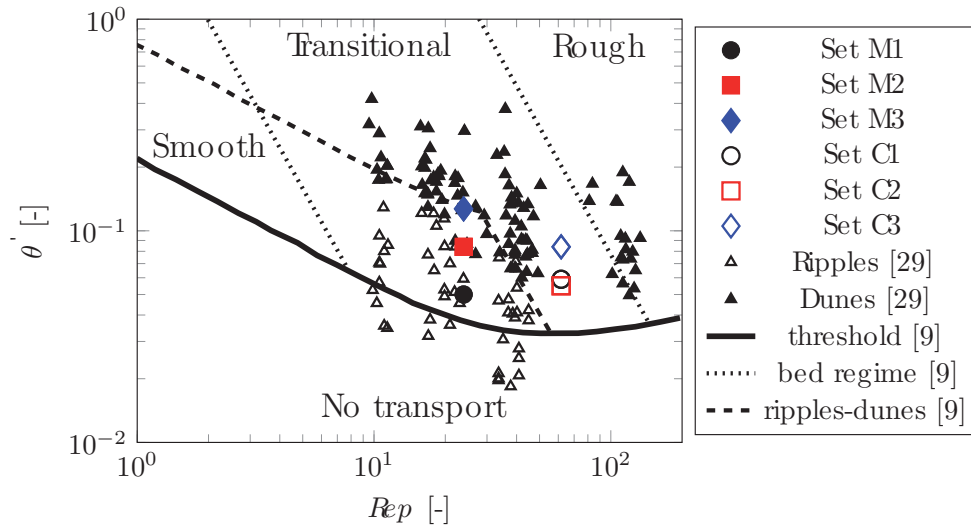 10^0
10^-1
10^-2
θ' [-]
Transitional
Rough
Smooth
No transport
10^0
10^1
10^2
Rep [-]
Set M1
Set M2
Set M3
Set C1
Set C2
Set C3
Ripples [29]
Dunes [29]
threshold [9]
bed regime [9]
ripples-dunes [9]